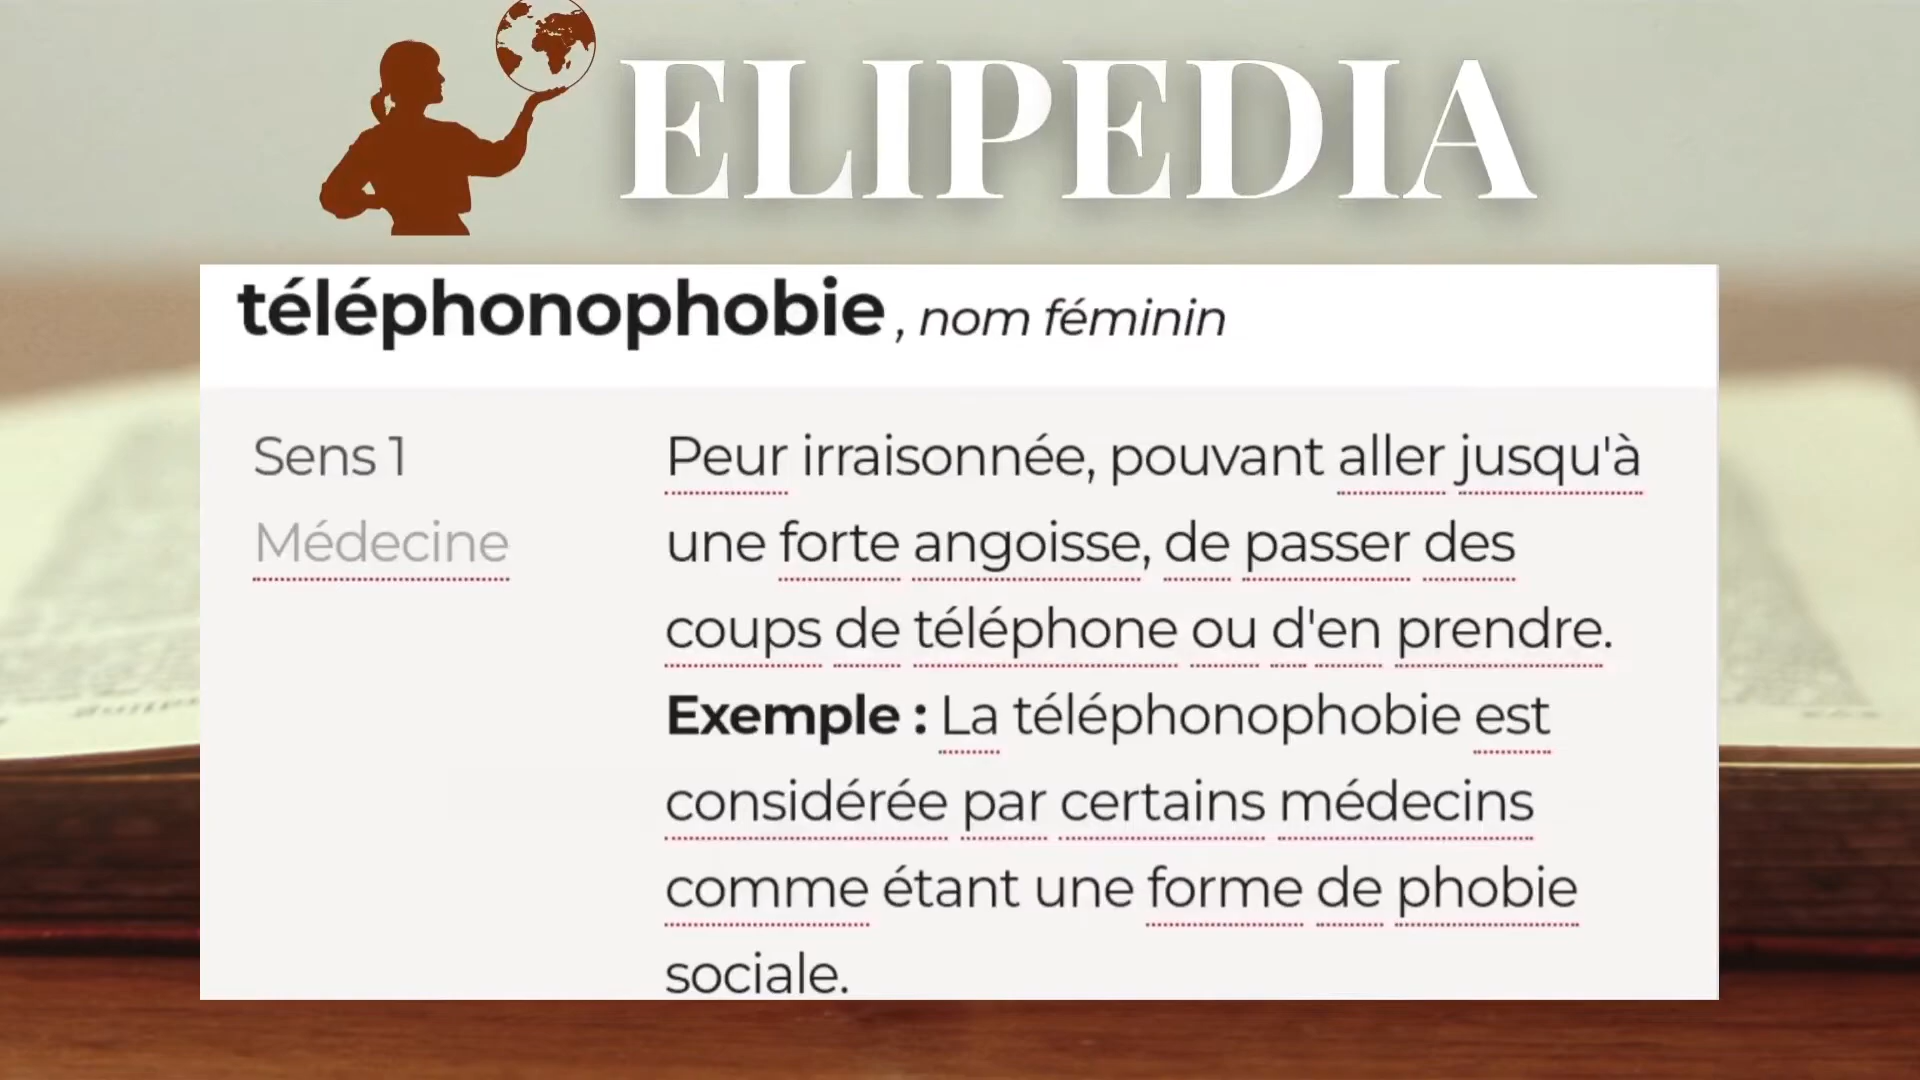 ELIPEDIA
téléphonophobie , nom féminin
Sens 1
Médecine
Peur irraisonnée, pouvant aller jusqu'à
une forte angoisse, de passer des
coups de téléphone ou d'en prendre.
Exemple : La téléphonophobie est
considérée par certains médecins
comme étant une forme de phobie
sociale.